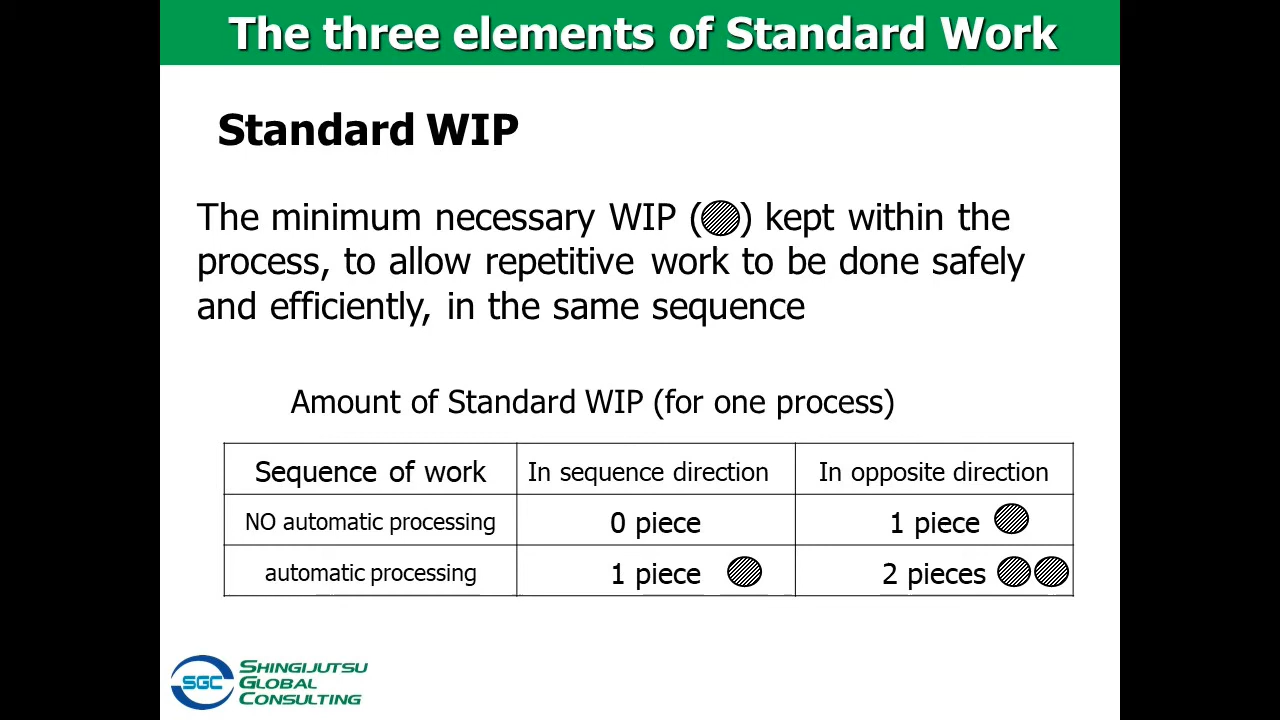 The three elements of Standard Work
Standard WIP
The minimum necessary WIP ( ) kept within the
process, to allow repetitive work to be done safely
and efficiently, in the same sequence
Amount of Standard WIP (for one process)
Sequence of work In sequence direction In opposite direction
NO automatic processing 0 piece 1 piece
automatic processing 1 piece 2 pieces
SGC
SHINGIJUTSU
GLOBAL
CONSULTING